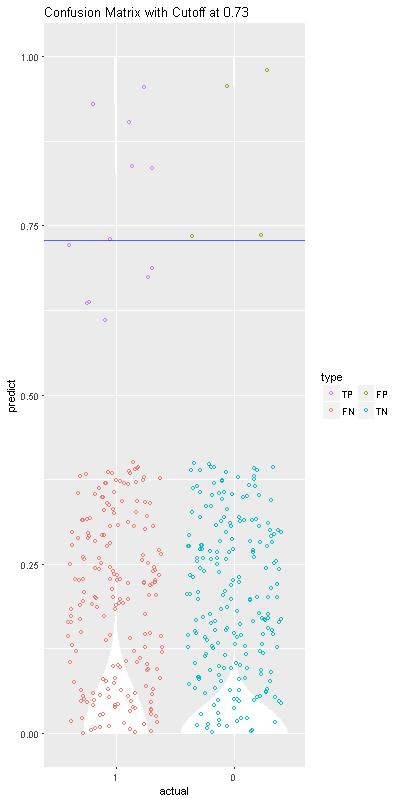 Confusion Matrix with Cutoff at 0.73
1.00
0.75
0.50
0.25
0.00
predict
1 0
actual
type
TP FP
FN TN